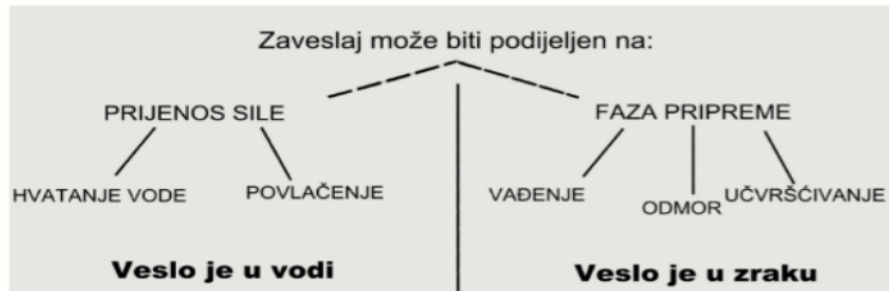 Zaveslaj može biti podijeljen na:
PRIJENOS SILE
FAZA PRIPREME
HVATANJE VODE
POVLAČENJE
VAĐENJE
ODMOR
UČVRŠĆIVANJE
Veslo je u vodi
Veslo je u zraku